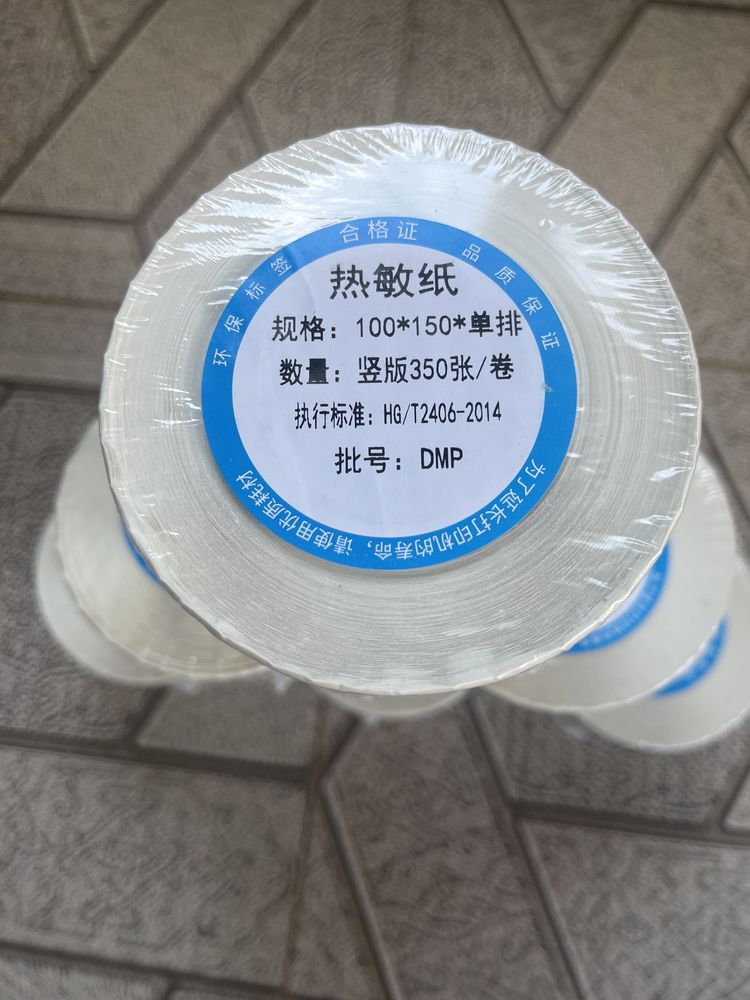 环保标签 合格证 品质保证
热敏纸
规格：100*150*单排
数量：竖版350张/卷
执行标准：HG/T2406-2014
批号：DMP
为了延长打印机的寿命，请使用优质耗材